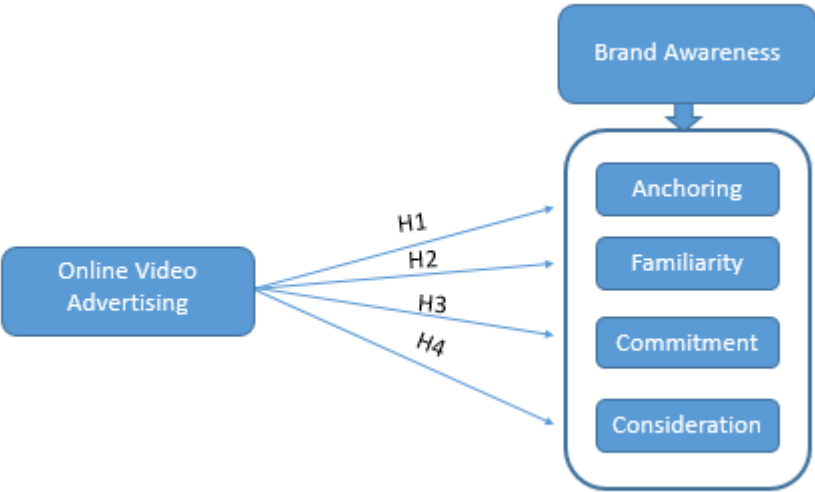 Brand Awareness
Anchoring
H1
H2
Familiarity
Online Video
Advertising
H3
Commitment
H4
Consideration